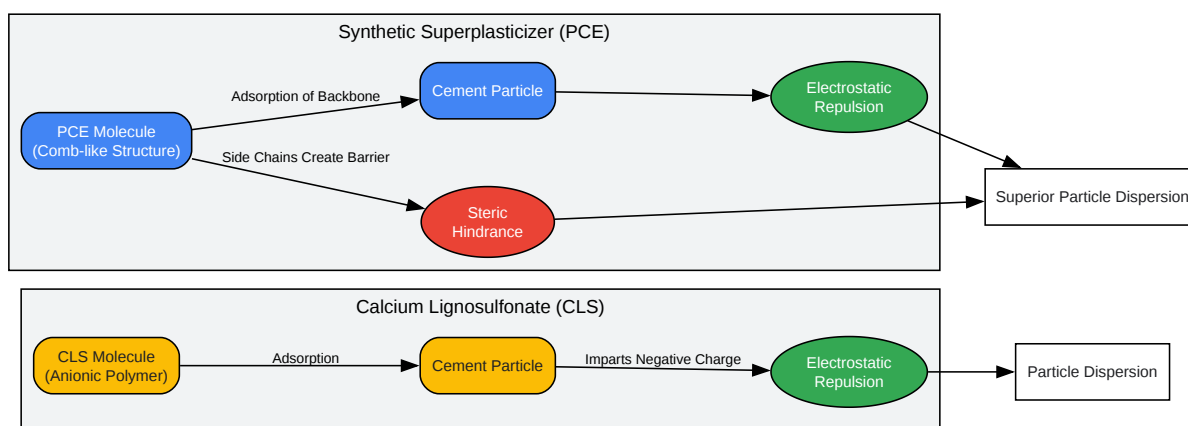 Synthetic Superplasticizer (PCE)
PCE Molecule
(Comb-like Structure)
Adsorption of Backbone
Side Chains Create Barrier
Cement Particle
Steric
Hindrance
Electrostatic
Repulsion
Superior Particle Dispersion
Calcium Lignosulfonate (CLS)
CLS Molecule
(Anionic Polymer)
Adsorption
Cement Particle
Imparts Negative Charge
Electrostatic
Repulsion
Particle Dispersion